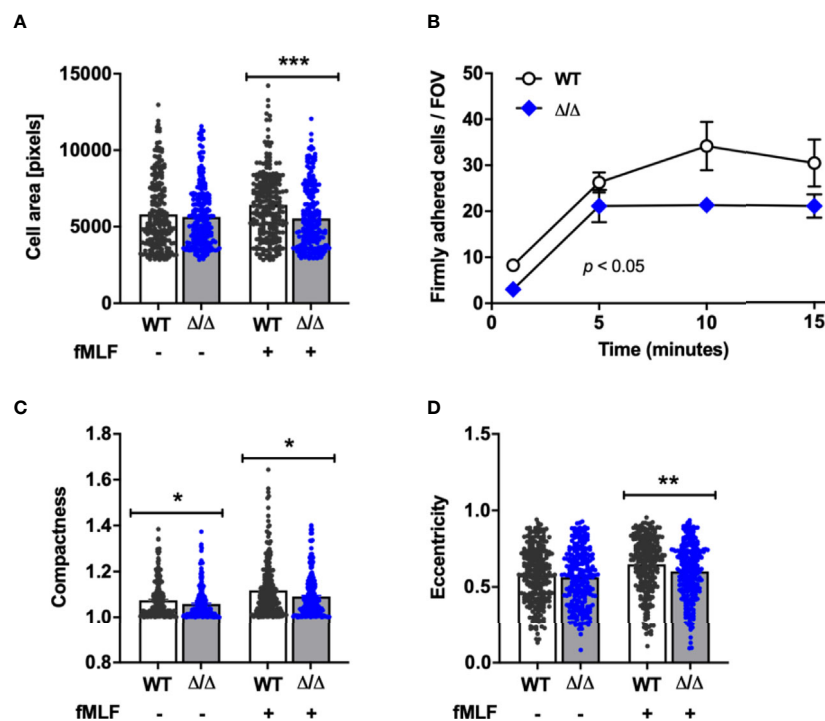 A
15000
10000
5000
0
Cell area [pixels]
***
WT Δ/Δ WT Δ/Δ
fMLF - - + +
B
50
40
30
20
10
0
Firmly adhered cells / FOV
WT
Δ/Δ
p < 0.05
0 5 10 15
Time (minutes)
C
1.8
1.6
1.4
1.2
1.0
0.8
Compactness
*
*
WT Δ/Δ WT Δ/Δ
fMLF - - + +
D
1.5
1.0
0.5
0.0
Eccentricity
**
WT Δ/Δ WT Δ/Δ
fMLF - - + +